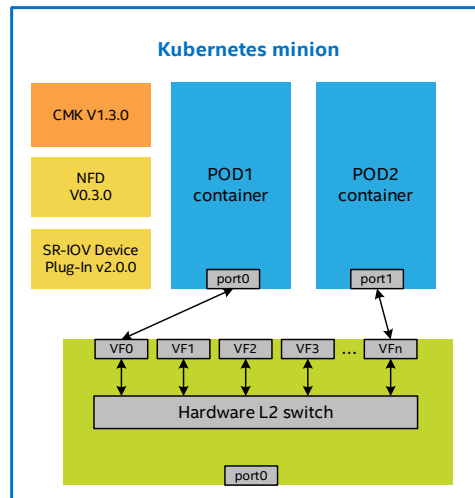 Kubernetes minion
CMK V1.3.0
NFD
V0.3.0
SR-IOV Device
Plug-In v2.0.0
POD1
container
port0
POD2
container
port1
VF0
VF1
VF2
VF3
...
VFn
Hardware L2 switch
port0